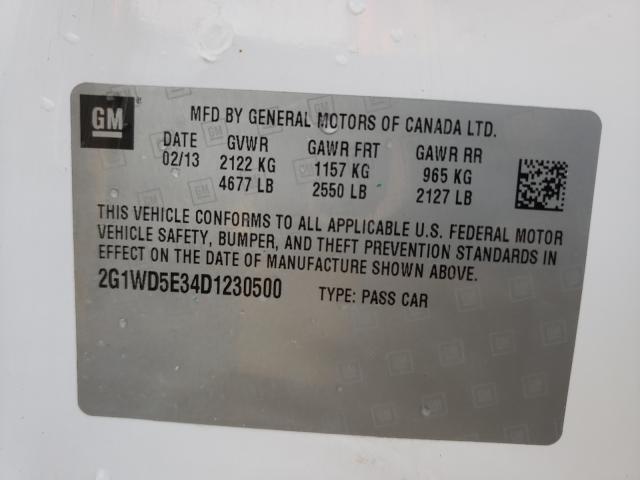 GM
MFD BY GENERAL MOTORS OF CANADA LTD.
DATE GVWR GAWR FRT GAWR RR
02/13 2122 KG 1157 KG 965 KG
4677 LB 2550 LB 2127 LB
THIS VEHICLE CONFORMS TO ALL APPLICABLE U.S. FEDERAL MOTOR
VEHICLE SAFETY, BUMPER, AND THEFT PREVENTION STANDARDS IN
EFFECT ON THE DATE OF MANUFACTURE SHOWN ABOVE.
2G1WD5E34D1230500 TYPE: PASS CAR